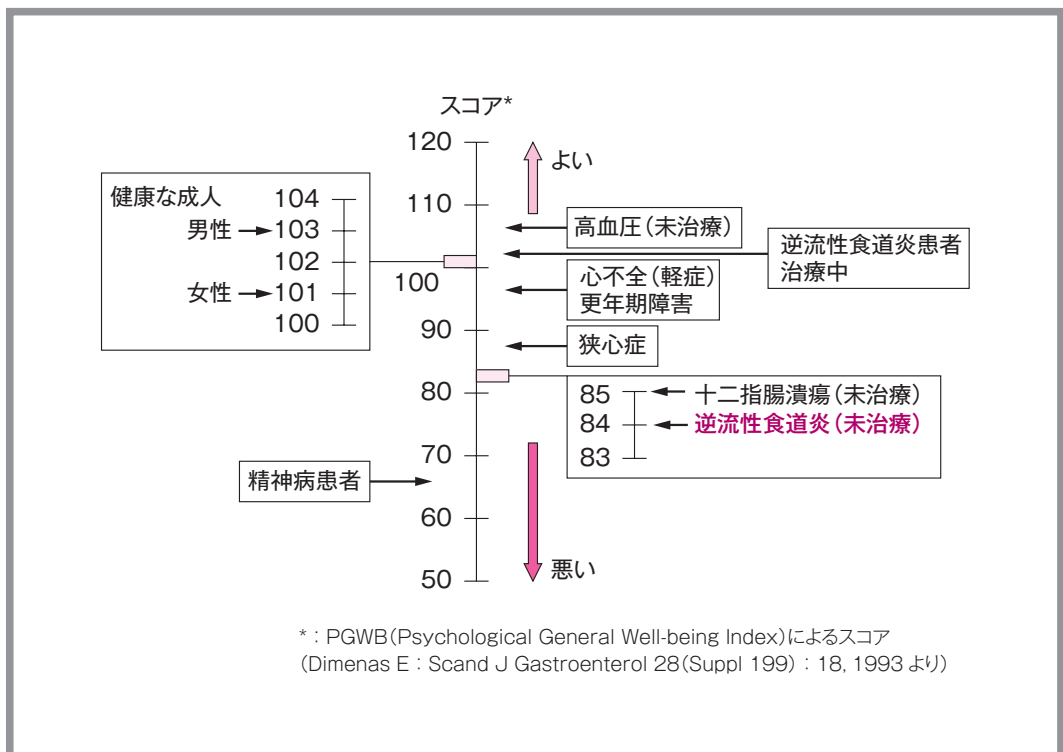 スコア*
120
110
100
90
80
70
60
50
よい
悪い
健康な成人
104
男性 103
102
女性 101
100
高血圧(未治療)
逆流性食道炎患者
治療中
心不全(軽症)
更年期障害
狭心症
85 十二指腸潰瘍(未治療)
84 逆流性食道炎(未治療)
83
精神病患者
*:PGWB(Psychological General Well-being Index)によるスコア
(Dimenas E:Scand J Gastroenterol 28(Suppl 199):18, 1993 より)